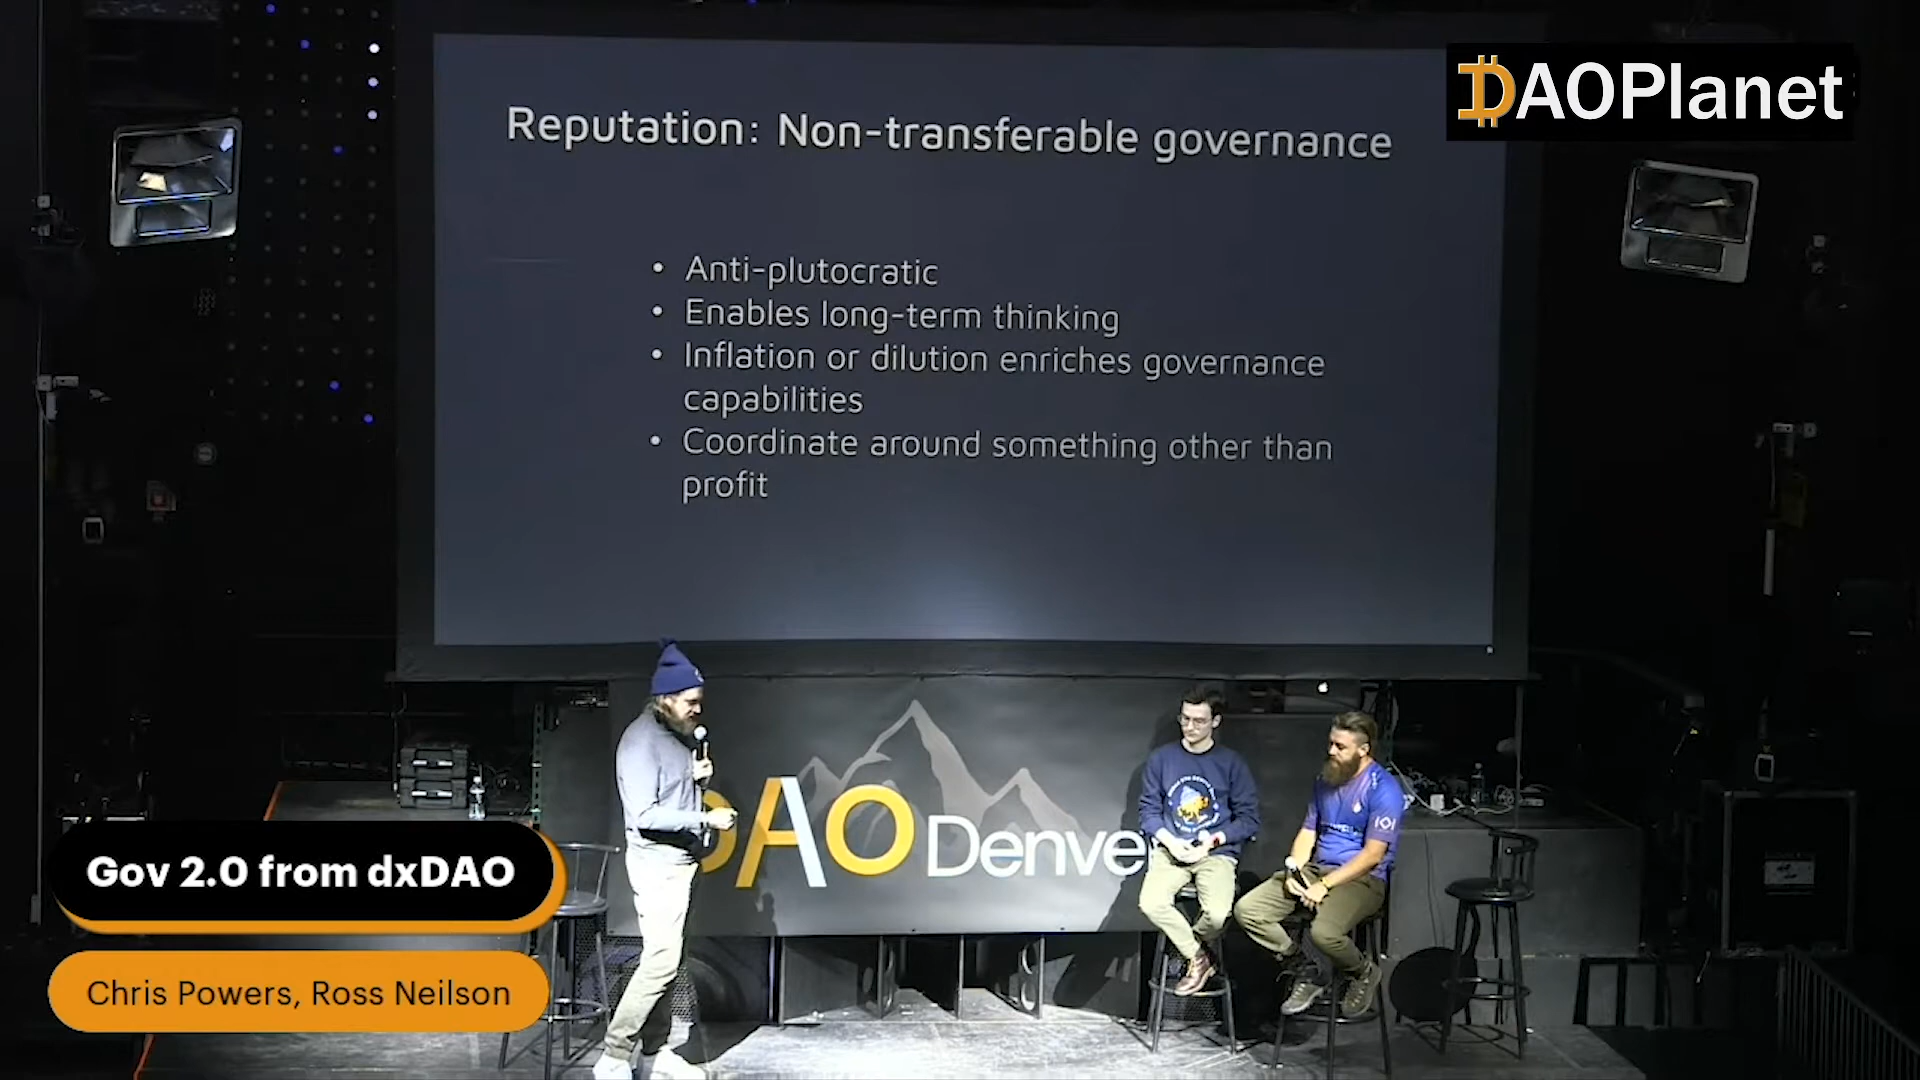 DAOPlanet
Reputation: Non-transferable governance
• Anti-plutocratic
• Enables long-term thinking
• Inflation or dilution enriches governance
capabilities
• Coordinate around something other than
profit
DAO Denve
Gov 2.0 from dxDAO
Chris Powers, Ross Neilson